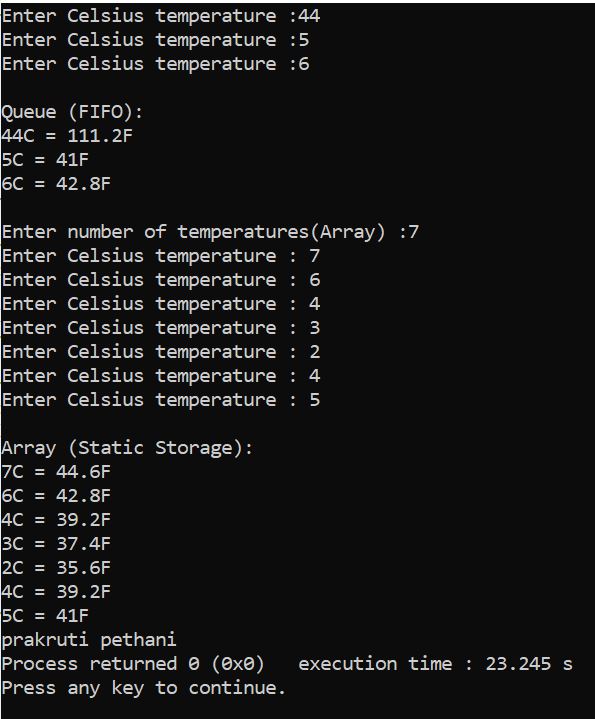 Enter Celsius temperature :44
Enter Celsius temperature :5
Enter Celsius temperature :6
Queue (FIFO):
44C = 111.2F
5C = 41F
6C = 42.8F
Enter number of temperatures(Array) :7
Enter Celsius temperature : 7
Enter Celsius temperature : 6
Enter Celsius temperature : 4
Enter Celsius temperature : 3
Enter Celsius temperature : 2
Enter Celsius temperature : 4
Enter Celsius temperature : 5
Array (Static Storage):
7C = 44.6F
6C = 42.8F
4C = 39.2F
3C = 37.4F
2C = 35.6F
4C = 39.2F
5C = 41F
prakruti pethani
Process returned 0 (0x0)   execution time : 23.245 s
Press any key to continue.